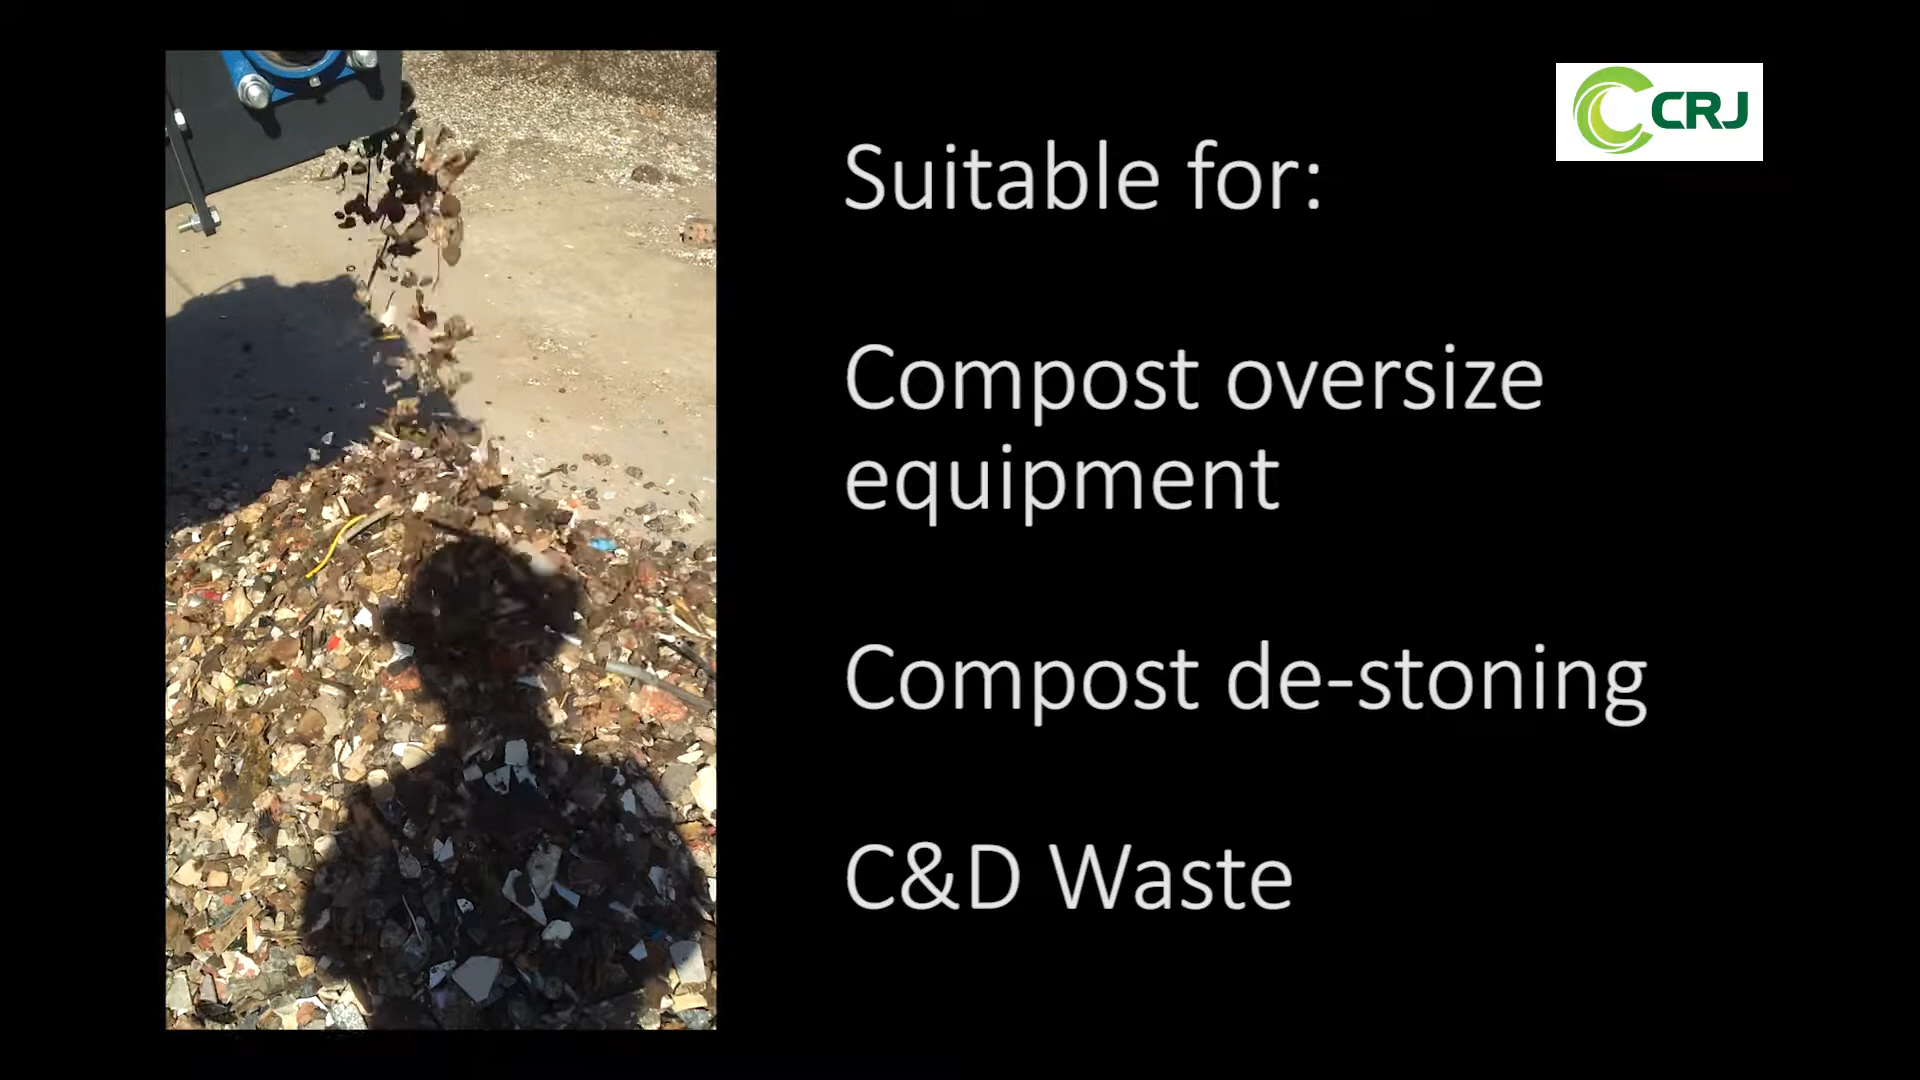 CRJ
Suitable for:
Compost oversize
equipment
Compost de-stoning
C&D Waste